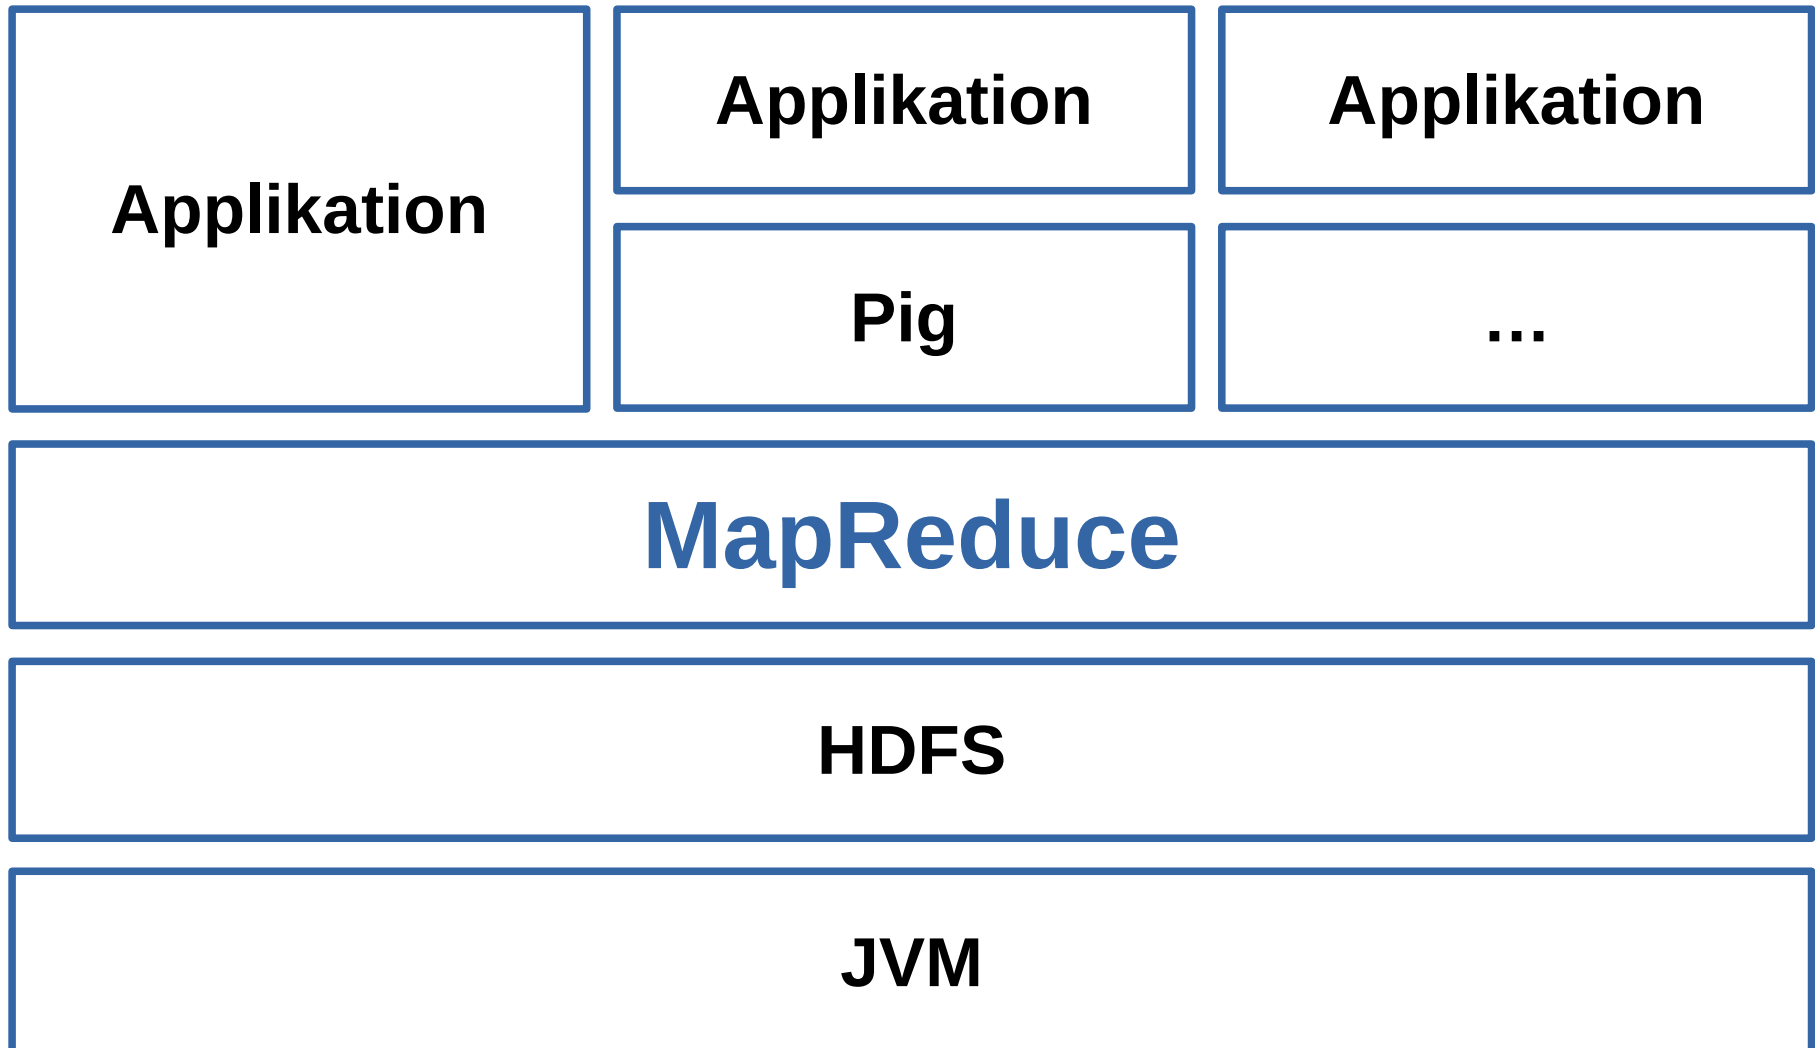 Applikation
Applikation
Applikation
Pig
...
MapReduce
HDFS
JVM